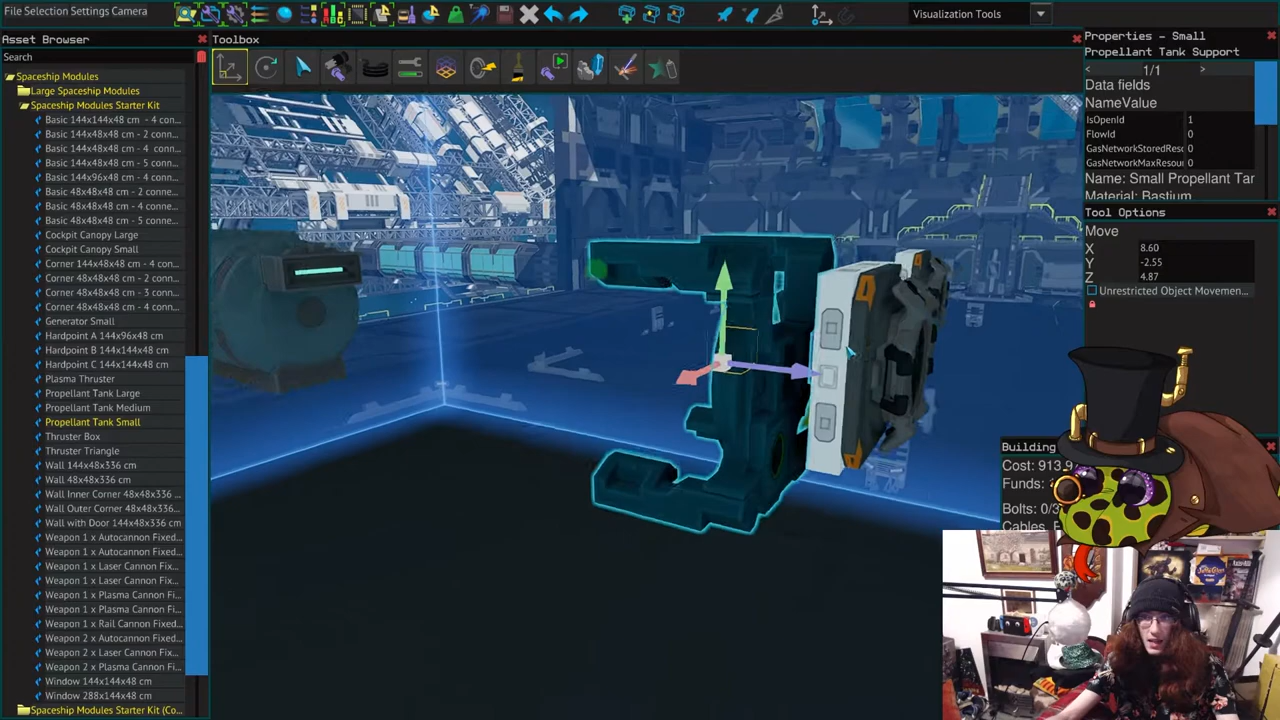 File Selection Settings Camera
Visualization Tools
Asset Browser
Search
Spaceship Modules
Large Spaceship Modules
Spaceship Modules Starter Kit
Basic 144x144x48 cm - 4 con...
Basic 144x48x48 cm - 2 conn...
Basic 144x48x48 cm - 4 conn...
Basic 144x48x48 cm - 5 conn...
Basic 144x96x48 cm - 4 conn...
Basic 48x48x48 cm - 2 conne...
Basic 48x48x48 cm - 4 conne...
Basic 48x48x48 cm - 5 conne...
Cockpit Canopy Large
Cockpit Canopy Small
Corner 144x48x48 cm - 4 con...
Corner 48x48x48 cm - 2 conn...
Corner 48x48x48 cm - 3 conn...
Corner 48x48x48 cm - 4 conn...
Generator Small
Hardpoint A 144x96x48 cm
Hardpoint B 144x144x48 cm
Hardpoint C 144x144x48 cm
Plasma Thruster
Propellant Tank Large
Propellant Tank Medium
Propellant Tank Small
Thruster Box
Thruster Triangle
Wall 144x48x336 cm
Wall 48x48x336 cm
Wall Inner Corner 48x48x336 ...
Wall Outer Corner 48x48x336 ...
Wall with Door 144x48x336 cm
Weapon 1 x Autocannon Fixed...
Weapon 1 x Autocannon Fixed...
Weapon 1 x Laser Cannon Fix...
Weapon 1 x Laser Cannon Fix...
Weapon 1 x Plasma Cannon Fi...
Weapon 1 x Plasma Cannon Fi...
Weapon 1 x Rail Cannon Fixed...
Weapon 2 x Autocannon Fixed...
Weapon 2 x Laser Cannon Fix...
Weapon 2 x Plasma Cannon Fi...
Window 144x144x48 cm
Window 288x144x48 cm
Spaceship Modules Starter Kit (Co...
Toolbox
Properties - Small
Propellant Tank Support
< 1/1 >
Data fields
NameValue
IsOpenId 1
FlowId 0
GasNetworkStoredRes 0
GasNetworkMaxResou 0
Name: Small Propellant Tan
Material: Bastium
Tool Options
Move
X 8.60
Y -2.55
Z 4.87
Unrestricted Object Movemen...
Building
Cost: 913.9
Funds:
Bolts: 0/3
Cables,